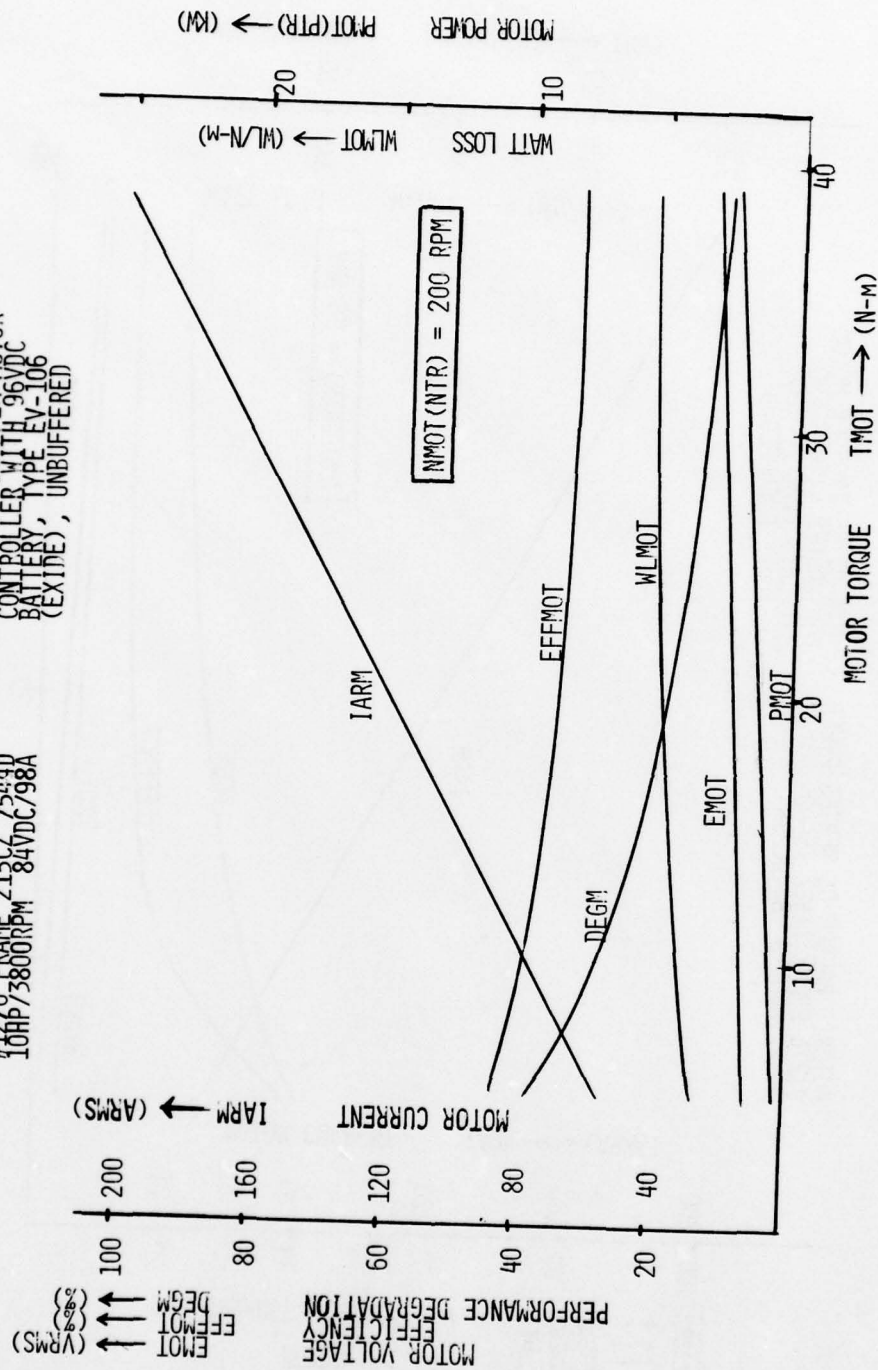 10HP/3800RPM 84VDC/98A
CONTROLLER WITH 96VDC
BATTERY, TYPE EV-106
(EXIDE), UNBUFFERED
MOTOR VOLTAGE EMOT → (VRMS)
EFFICIENCY EFFMOT → (%)
PERFORMANCE DEGRADATION DEGM → (%)
MOTOR CURRENT IARM → (ARMS)
100
80
60
40
20
200
160
120
80
40
IARM
EFFMOT
DEGM
WLMOT
EMOT
PMOT
NMOT(NTR) = 200 RPM
WATT LOSS WLMOT → (WL/N-M)
MOTOR POWER PMOT(PTR) → (KW)
20
10
10
20
30
40
MOTOR TORQUE TMOT → (N-M)